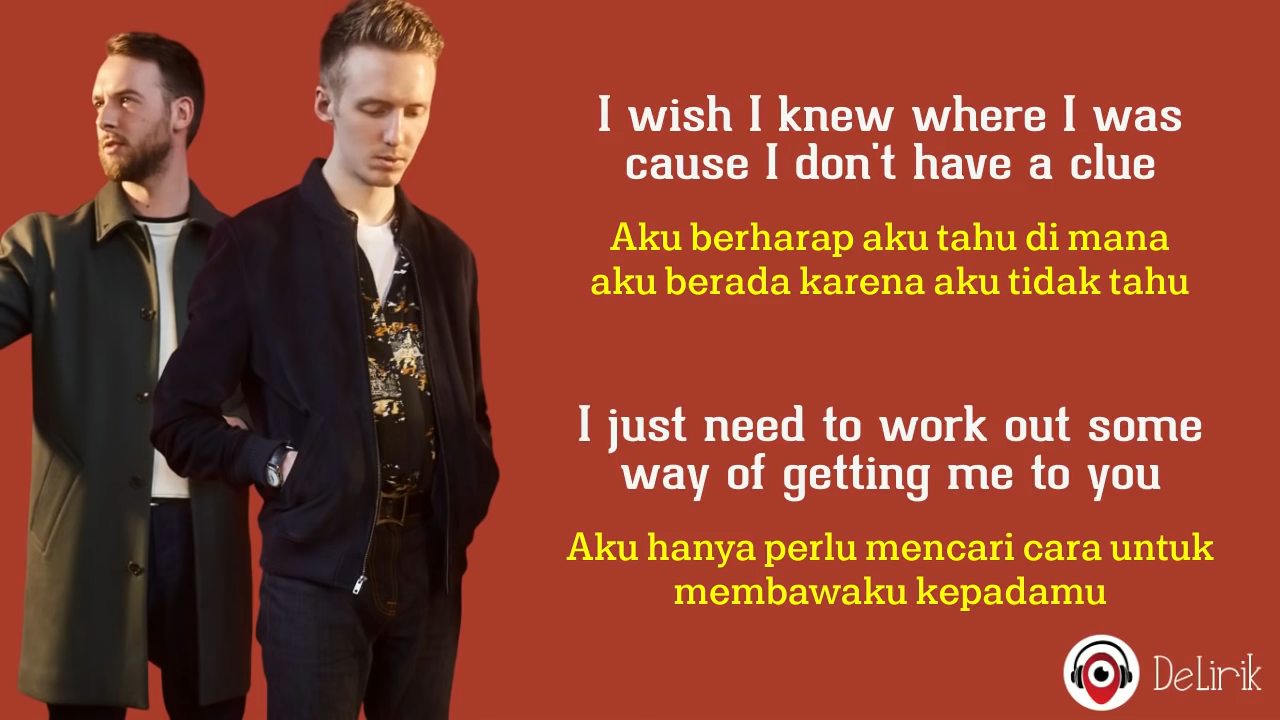 I wish I knew where I was
cause I don't have a clue
Aku berharap aku tahu di mana
aku berada karena aku tidak tahu
I just need to work out some
way of getting me to you
Aku hanya perlu mencari cara untuk
membawaku kepadamu
DeLirik